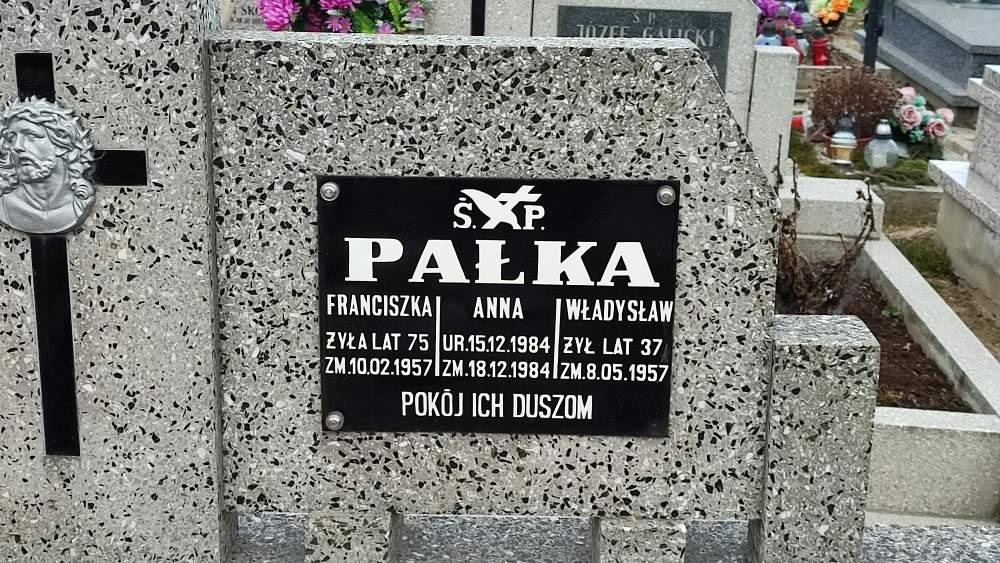 Ś. P.
JÓZEF GALICKI
Ś. P.
PAŁKA
FRANCISZKA ANNA WŁADYSŁAW
ŻYŁA LAT 75 UR.15.12.1984 ŻYŁ LAT 37
ZM.10.02.1957 ZM.18.12.1984 ZM.8.05.1957
POKÓJ ICH DUSZOM